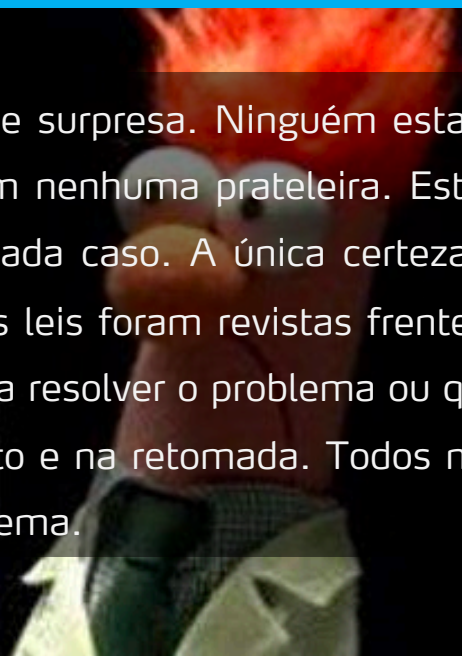 e surpresa. Ninguém esta
m nenhuma prateleira. Est
ada caso. A única certeza
s leis foram revistas frente
a resolver o problema ou q
to e na retomada. Todos n
ema.